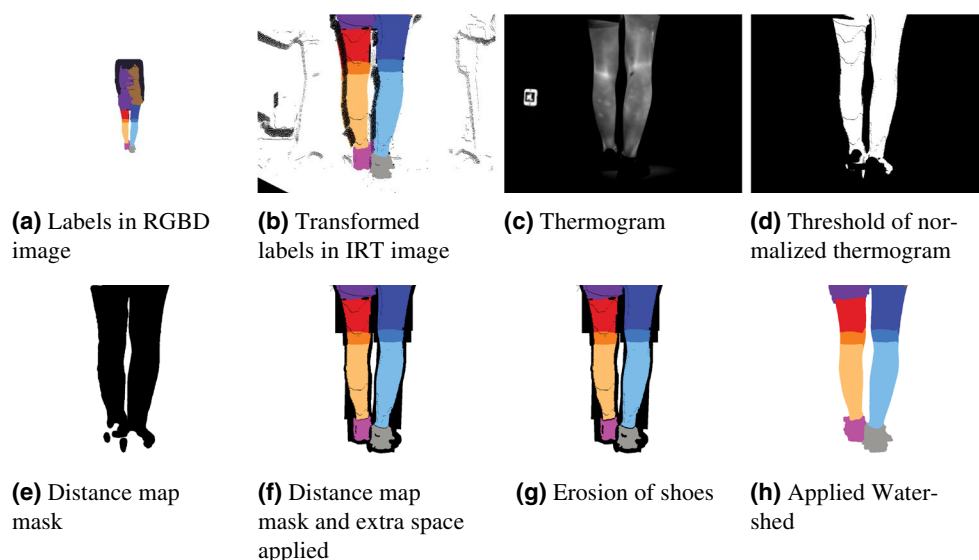 (a) Labels in RGBD
image
(b) Transformed
labels in IRT image
(c) Thermogram
(d) Threshold of nor-
malized thermogram
(e) Distance map
mask
(f) Distance map
mask and extra space
applied
(g) Erosion of shoes
(h) Applied Water-
shed